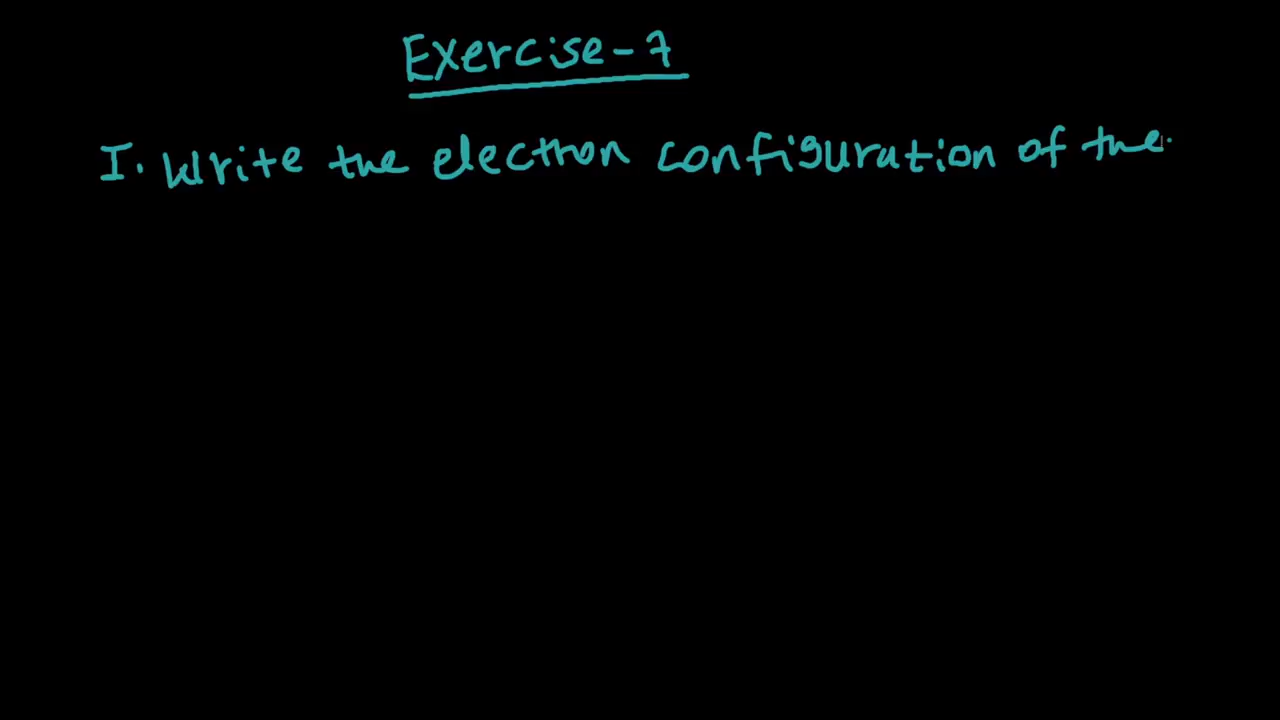 Exercise-7
I. Write the electron configuration of the